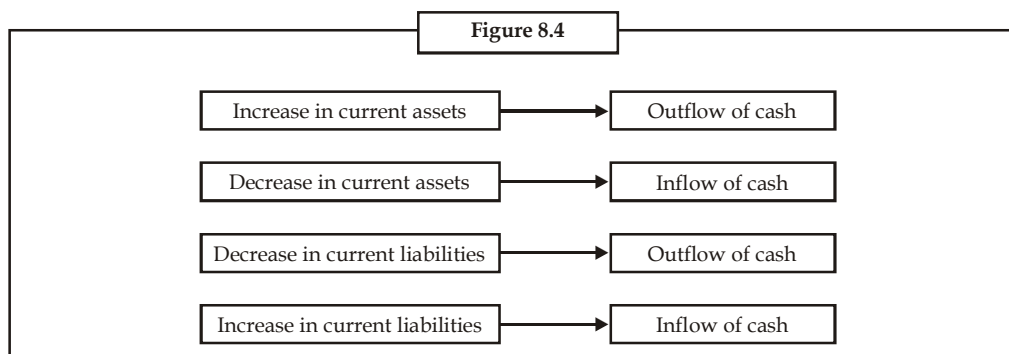 Figure 8.4
Increase in current assets
Outflow of cash
Decrease in current assets
Inflow of cash
Decrease in current liabilities
Outflow of cash
Increase in current liabilities
Inflow of cash